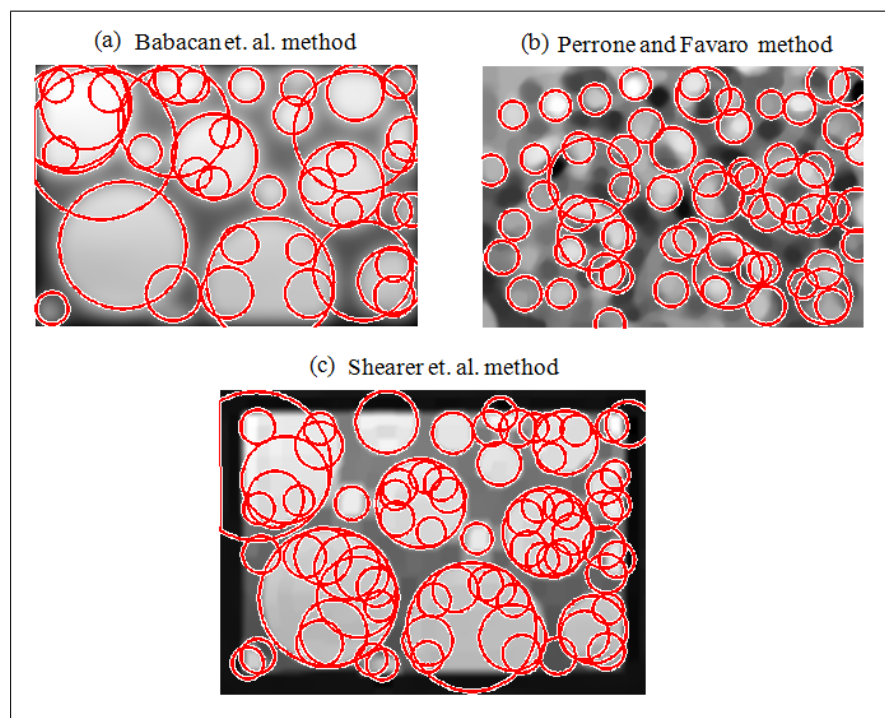 (a) Babacan et. al. method
(b) Perrone and Favaro method
(c) Shearer et. al. method